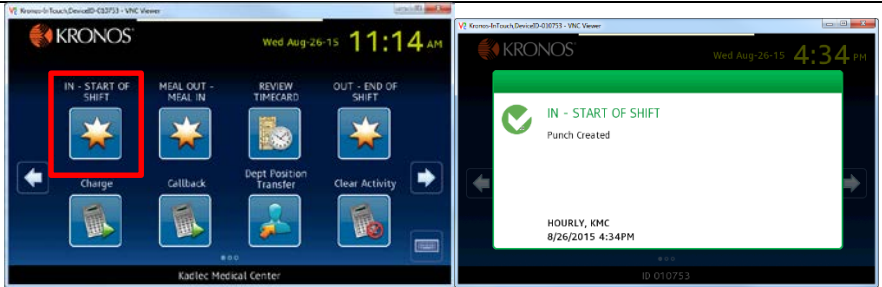 Kronos-InTouch,DeviceID-010753 - VNC Viewer
KRONOS
Wed Aug-26-15 11:14 AM
IN - START OF SHIFT
MEAL OUT - MEAL IN
REVIEW TIMECARD
OUT - END OF SHIFT
Charge
Callback
Dept Position Transfer
Clear Activity
Kadlec Medical Center
Kronos-InTouch,DeviceID-010753 - VNC Viewer
KRONOS
Wed Aug-26-15 4:34 PM
IN - START OF SHIFT
Punch Created
HOURLY, KMC
8/26/2015 4:34PM
ID 010753